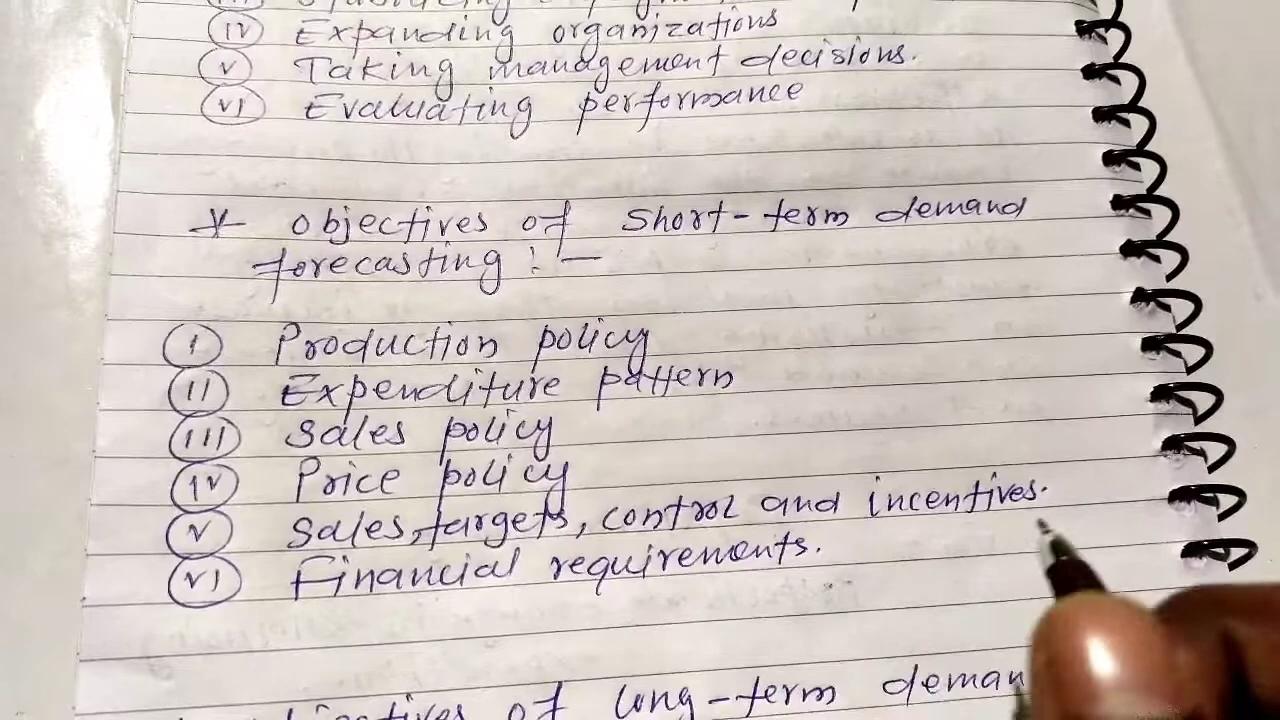 (iv) Expanding organizations
(v) Taking management decisions.
(vi) Evaluating performance
* Objectives of Short-term demand
forecasting :-
(i) Production policy
(ii) Expenditure pattern
(iii) Sales policy
(iv) Price policy
(v) Sales, targets, control and incentives.
(vi) Financial requirements.
of long-term deman